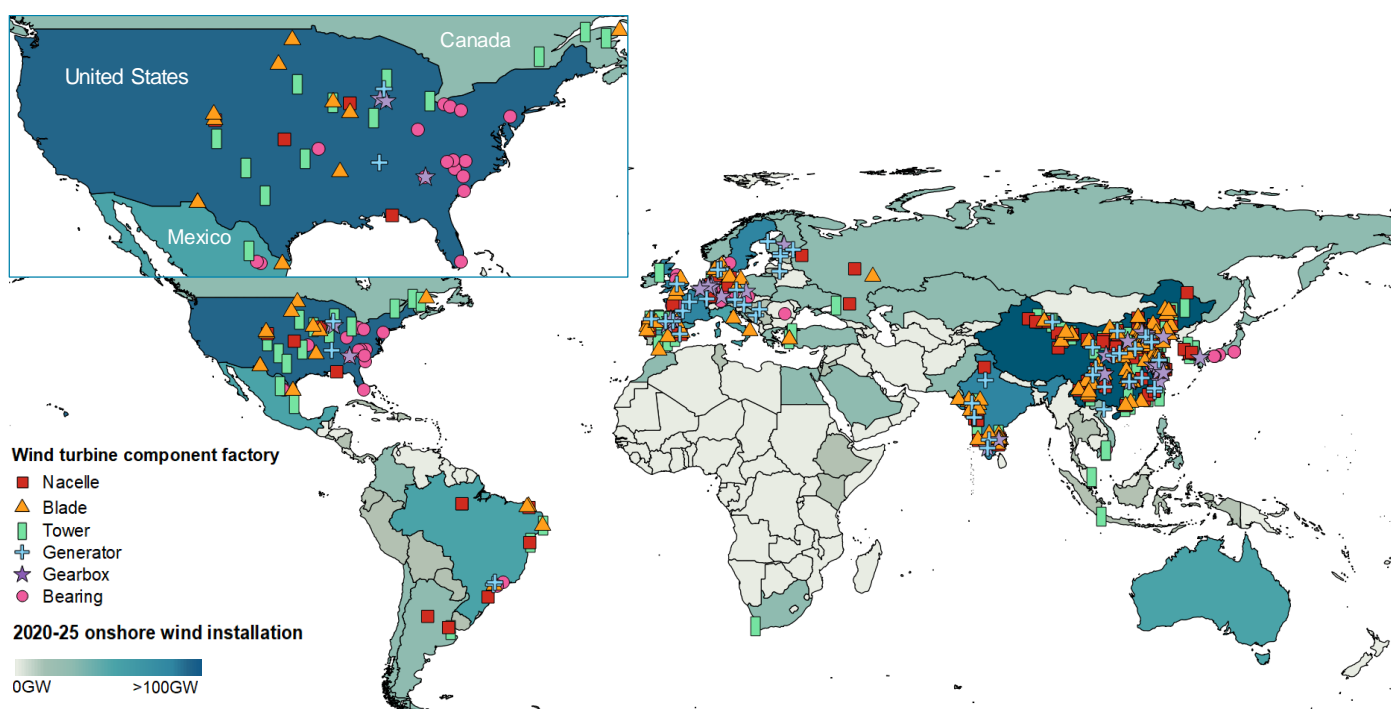 Canada
United States
Mexico
Wind turbine component factory
Nacelle
Blade
Tower
Generator
Gearbox
Bearing
2020-25 onshore wind installation
0GW >100GW